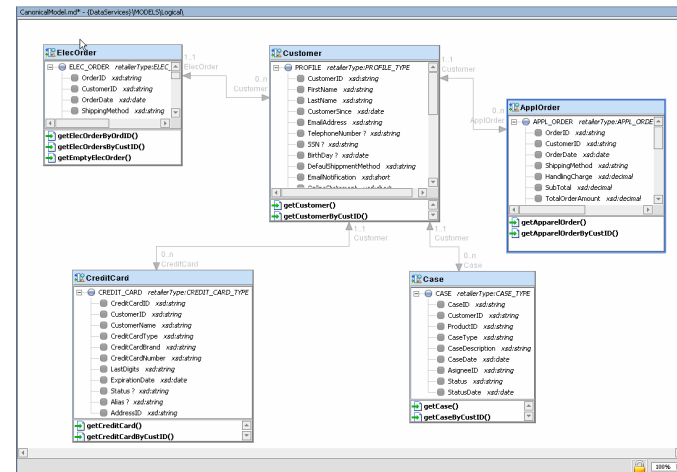 CanonicalModel.md* - {DataServices}\MODELS\Logical\
ElecOrder
ELEC_ORDER retailerType:ELEC_
OrderID xsd:string
CustomerID xsd:string
OrderDate xsd:date
ShippingMethod xsd:string
getElecOrderByOrdID()
getElecOrdersByCustID()
getEmptyElecOrder()
1..1
ElecOrder
0..n
Customer
Customer
PROFILE retailerType:PROFILE_TYPE
CustomerID xsd:string
FirstName xsd:string
LastName xsd:string
CustomerSince xsd:date
EmailAddress xsd:string
TelephoneNumber ? xsd:string
SSN ? xsd:string
BirthDay ? xsd:date
DefaulShippmentMethod xsd:string
EmailNotification xsd:short
OnlineStatement xsd:short
getCustomer()
getCustomerByCustID()
1..1
Customer
0..n
ApplOrder
ApplOrder
APPL_ORDER retailerType:APPL_ORDE
OrderID xsd:string
CustomerID xsd:string
OrderDate xsd:date
ShippingMethod xsd:string
HandlingCharge xsd:decimal
SubTotal xsd:decimal
TotalOrderAmount xsd:decimal
getApparelOrder()
getApparelOrderByCustID()
1..1
Customer
0..n
CreditCard
1..1
Customer
0..n
Case
CreditCard
CREDIT_CARD retailerType:CREDIT_CARD_TYPE
CreditCardID xsd:string
CustomerID xsd:string
CustomerName xsd:string
CreditCardType xsd:string
CreditCardBrand xsd:string
CreditCardNumber xsd:string
LastDigits xsd:string
ExpirationDate xsd:date
Status ? xsd:string
Alias ? xsd:string
AddressID xsd:string
getCreditCard()
getCreditCardByCustID()
Case
CASE retailerType:CASE_TYPE
CaseID xsd:string
CustomerID xsd:string
ProductID xsd:string
CaseType xsd:string
CaseDescription xsd:string
CaseDate xsd:date
AsigneeID xsd:string
Status xsd:string
StatusDate xsd:date
getCase()
getCaseByCustID()
100%